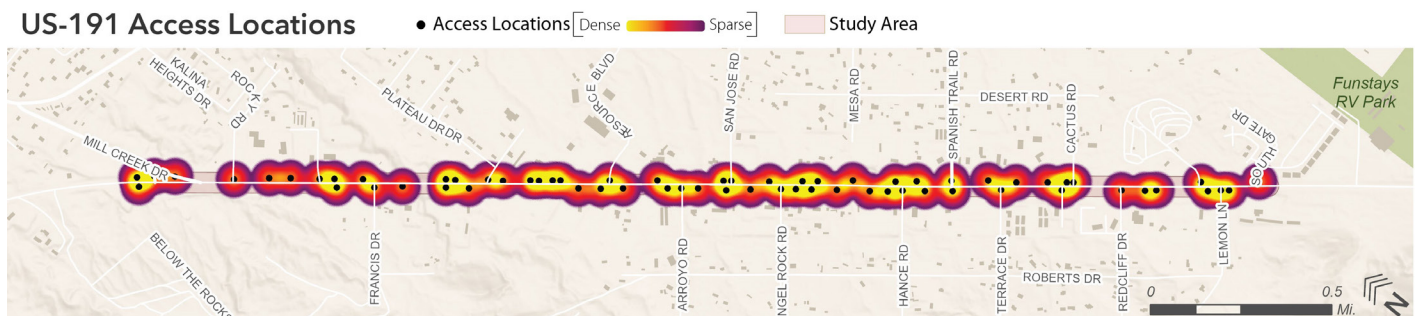 US-191 Access Locations
Access Locations
Dense
Sparse
Study Area
KALINA
HEIGHTS DR
ROCKY RD
MILL CREEK DR
PLATEAU DR DR
RESOURCE BLVD
SAN JOSE RD
MESA RD
SPANISH TRAIL RD
DESERT RD
CACTUS RD
SOUTH GATE DR
Funstays
RV Park
BELOW THE ROCKS
FRANCIS DR
ARROYO RD
NGEL ROCK RD
HANCE RD
TERRACE DR
ROBERTS DR
REDCLIFF DR
LEMON LN
0
0.5
Mi.
N